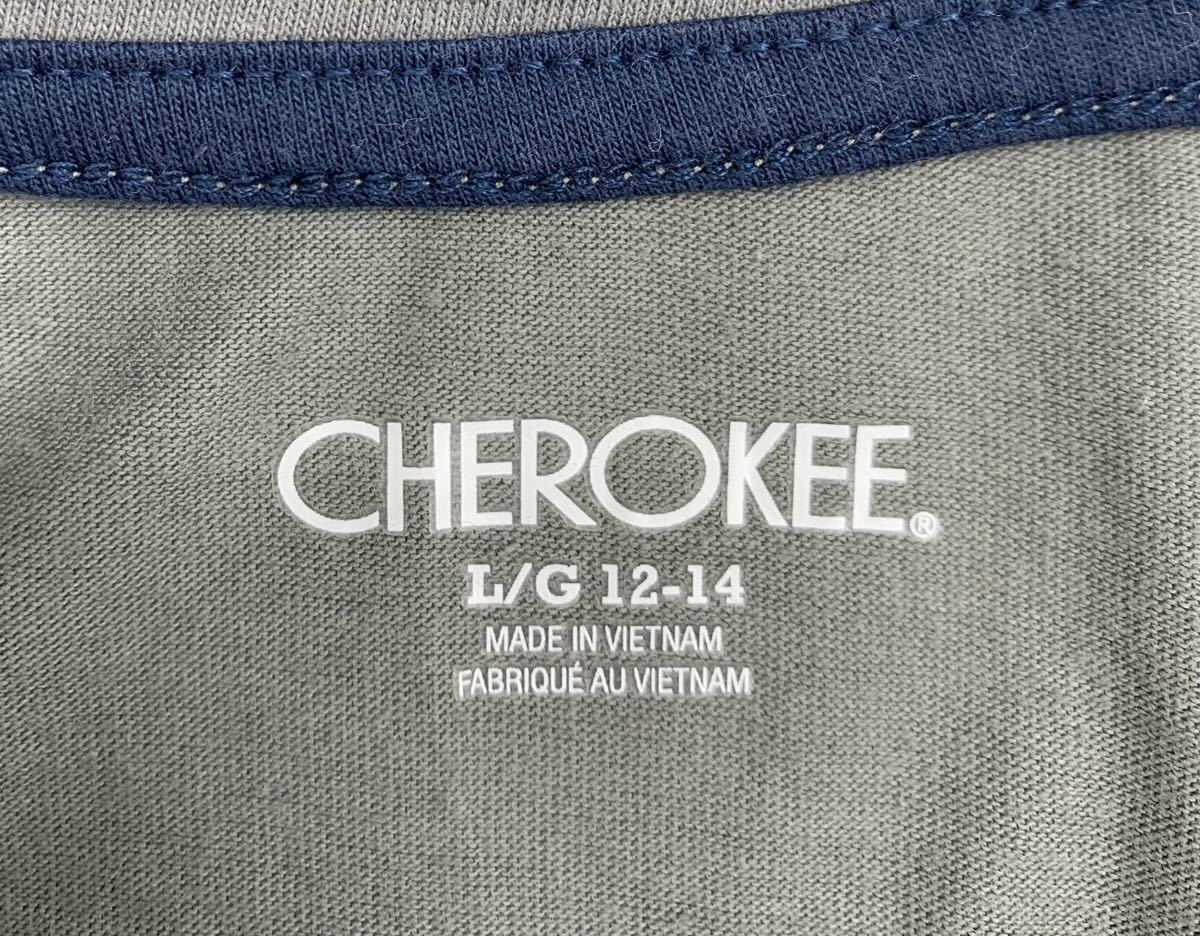 CHEROKEE®
L/G 12-14
MADE IN VIETNAM
FABRIQUÉ AU VIETNAM